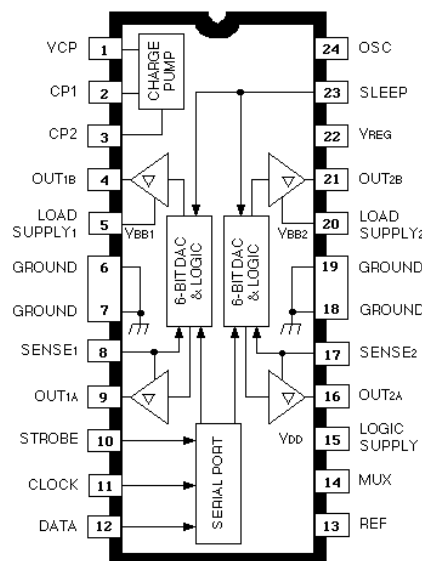 VCP 1
CP1 2
CP2 3
OUT1B 4
LOAD
SUPPLY1 5
GROUND 6
GROUND 7
SENSE1 8
OUT1A 9
STROBE 10
CLOCK 11
DATA 12
CHARGE
PUMP
VBB1
6-BIT DAC
& LOGIC
6-BIT DAC
& LOGIC
VBB2
SERIAL PORT
VDD
24 OSC
23 SLEEP
22 VREG
21 OUT2B
20 LOAD
SUPPLY2
19 GROUND
18 GROUND
17 SENSE2
16 OUT2A
15 LOGIC
SUPPLY
14 MUX
13 REF